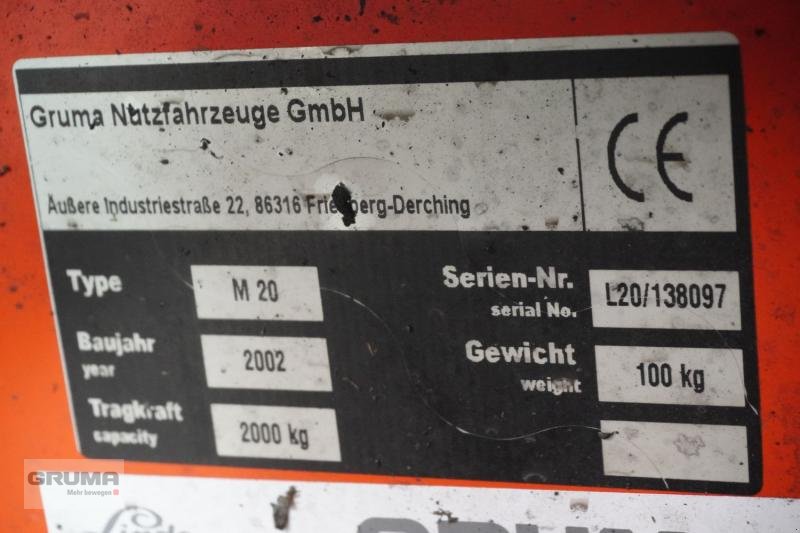 Gruma Nutzfahrzeuge GmbH
CE
Äußere Industriestraße 22, 86316 Friedberg-Derching
Type M 20
Serien-Nr. L20/138097
serial No.
Baujahr 2002
year
Gewicht 100 kg
weight
Tragkraft 2000 kg
capacity
GRUMA
Mehr bewegen